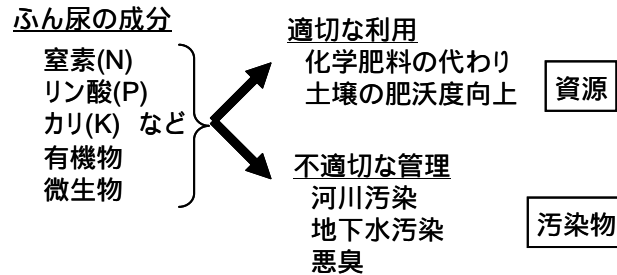 ふん尿の成分
窒素(N)
リン酸(P)
カリ(K) など
有機物
微生物
適切な利用
化学肥料の代わり
土壌の肥沃度向上
資源
不適切な管理
河川汚染
地下水汚染
悪臭
汚染物